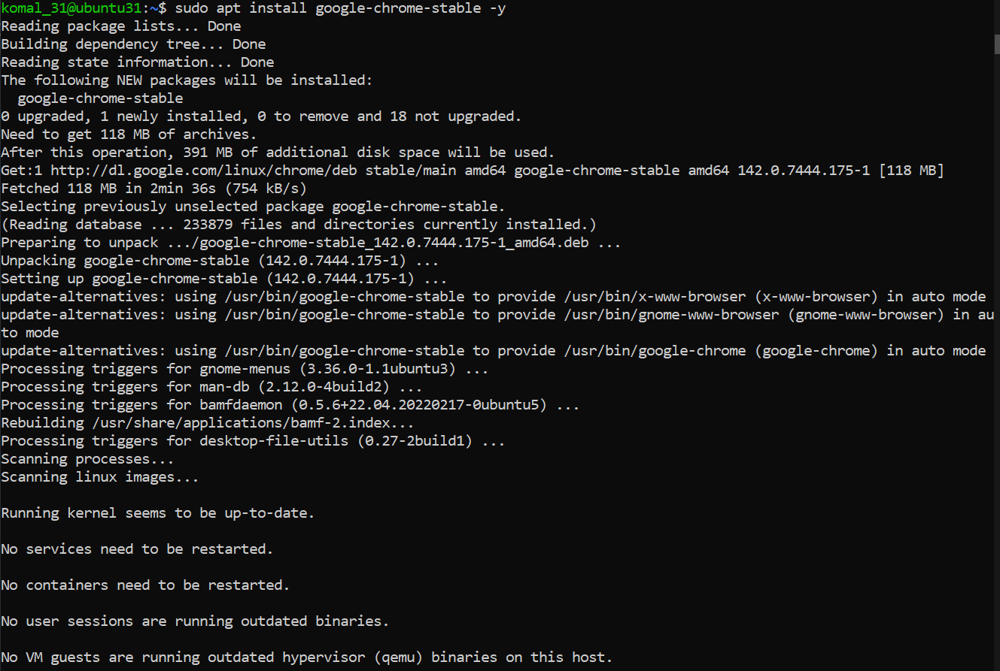 komal_31@ubuntu31:~$ sudo apt install google-chrome-stable -y
Reading package lists... Done
Building dependency tree... Done
Reading state information... Done
The following NEW packages will be installed:
  google-chrome-stable
0 upgraded, 1 newly installed, 0 to remove and 18 not upgraded.
Need to get 118 MB of archives.
After this operation, 391 MB of additional disk space will be used.
Get:1 http://dl.google.com/linux/chrome/deb stable/main amd64 google-chrome-stable amd64 142.0.7444.175-1 [118 MB]
Fetched 118 MB in 2min 36s (754 kB/s)
Selecting previously unselected package google-chrome-stable.
(Reading database ... 233879 files and directories currently installed.)
Preparing to unpack .../google-chrome-stable_142.0.7444.175-1_amd64.deb ...
Unpacking google-chrome-stable (142.0.7444.175-1) ...
Setting up google-chrome-stable (142.0.7444.175-1) ...
update-alternatives: using /usr/bin/google-chrome-stable to provide /usr/bin/x-www-browser (x-www-browser) in auto mode
update-alternatives: using /usr/bin/google-chrome-stable to provide /usr/bin/gnome-www-browser (gnome-www-browser) in au
to mode
update-alternatives: using /usr/bin/google-chrome-stable to provide /usr/bin/google-chrome (google-chrome) in auto mode
Processing triggers for gnome-menus (3.36.0-1.1ubuntu3) ...
Processing triggers for man-db (2.12.0-4build2) ...
Processing triggers for bamfdaemon (0.5.6+22.04.20220217-0ubuntu5) ...
Rebuilding /usr/share/applications/bamf-2.index...
Processing triggers for desktop-file-utils (0.27-2build1) ...
Scanning processes...
Scanning linux images...

Running kernel seems to be up-to-date.

No services need to be restarted.

No containers need to be restarted.

No user sessions are running outdated binaries.

No VM guests are running outdated hypervisor (qemu) binaries on this host.